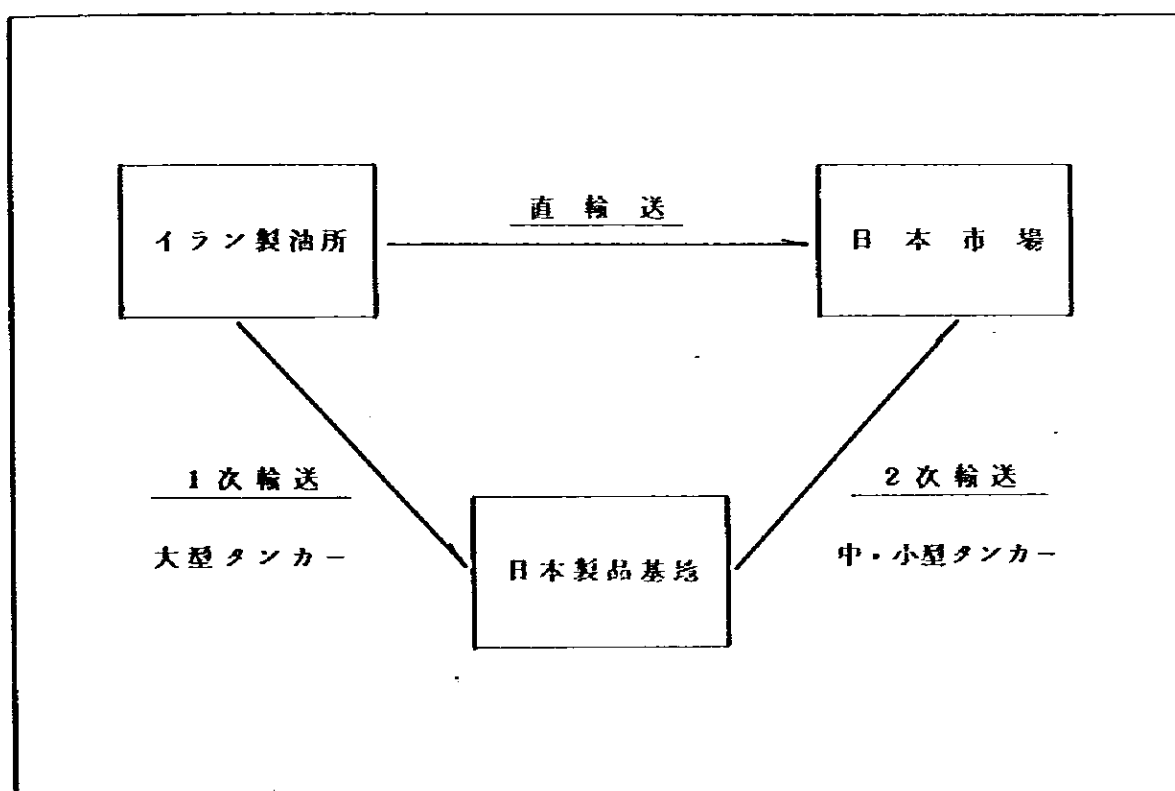 直輸送
イラン製油所
日本市場
1次輸送
大型タンカー
2次輸送
中・小型タンカー
日本製品基地